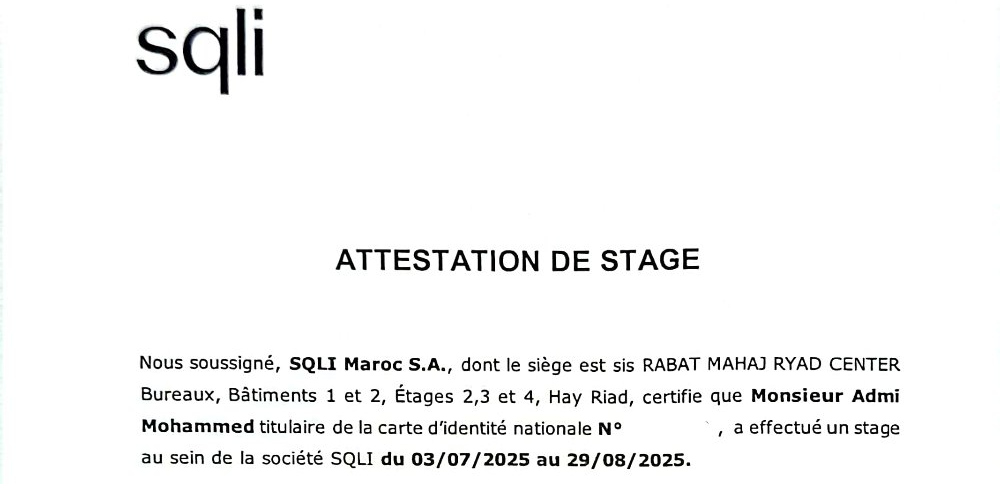 sqli
ATTESTATION DE STAGE
Nous soussigné, SQLI Maroc S.A., dont le siège est sis RABAT MAHAJ RYAD CENTER
Bureaux, Bâtiments 1 et 2, Étages 2,3 et 4, Hay Riad, certifie que Monsieur Admi
Mohammed titulaire de la carte d'identité nationale N° , a effectué un stage
au sein de la société SQLI du 03/07/2025 au 29/08/2025.